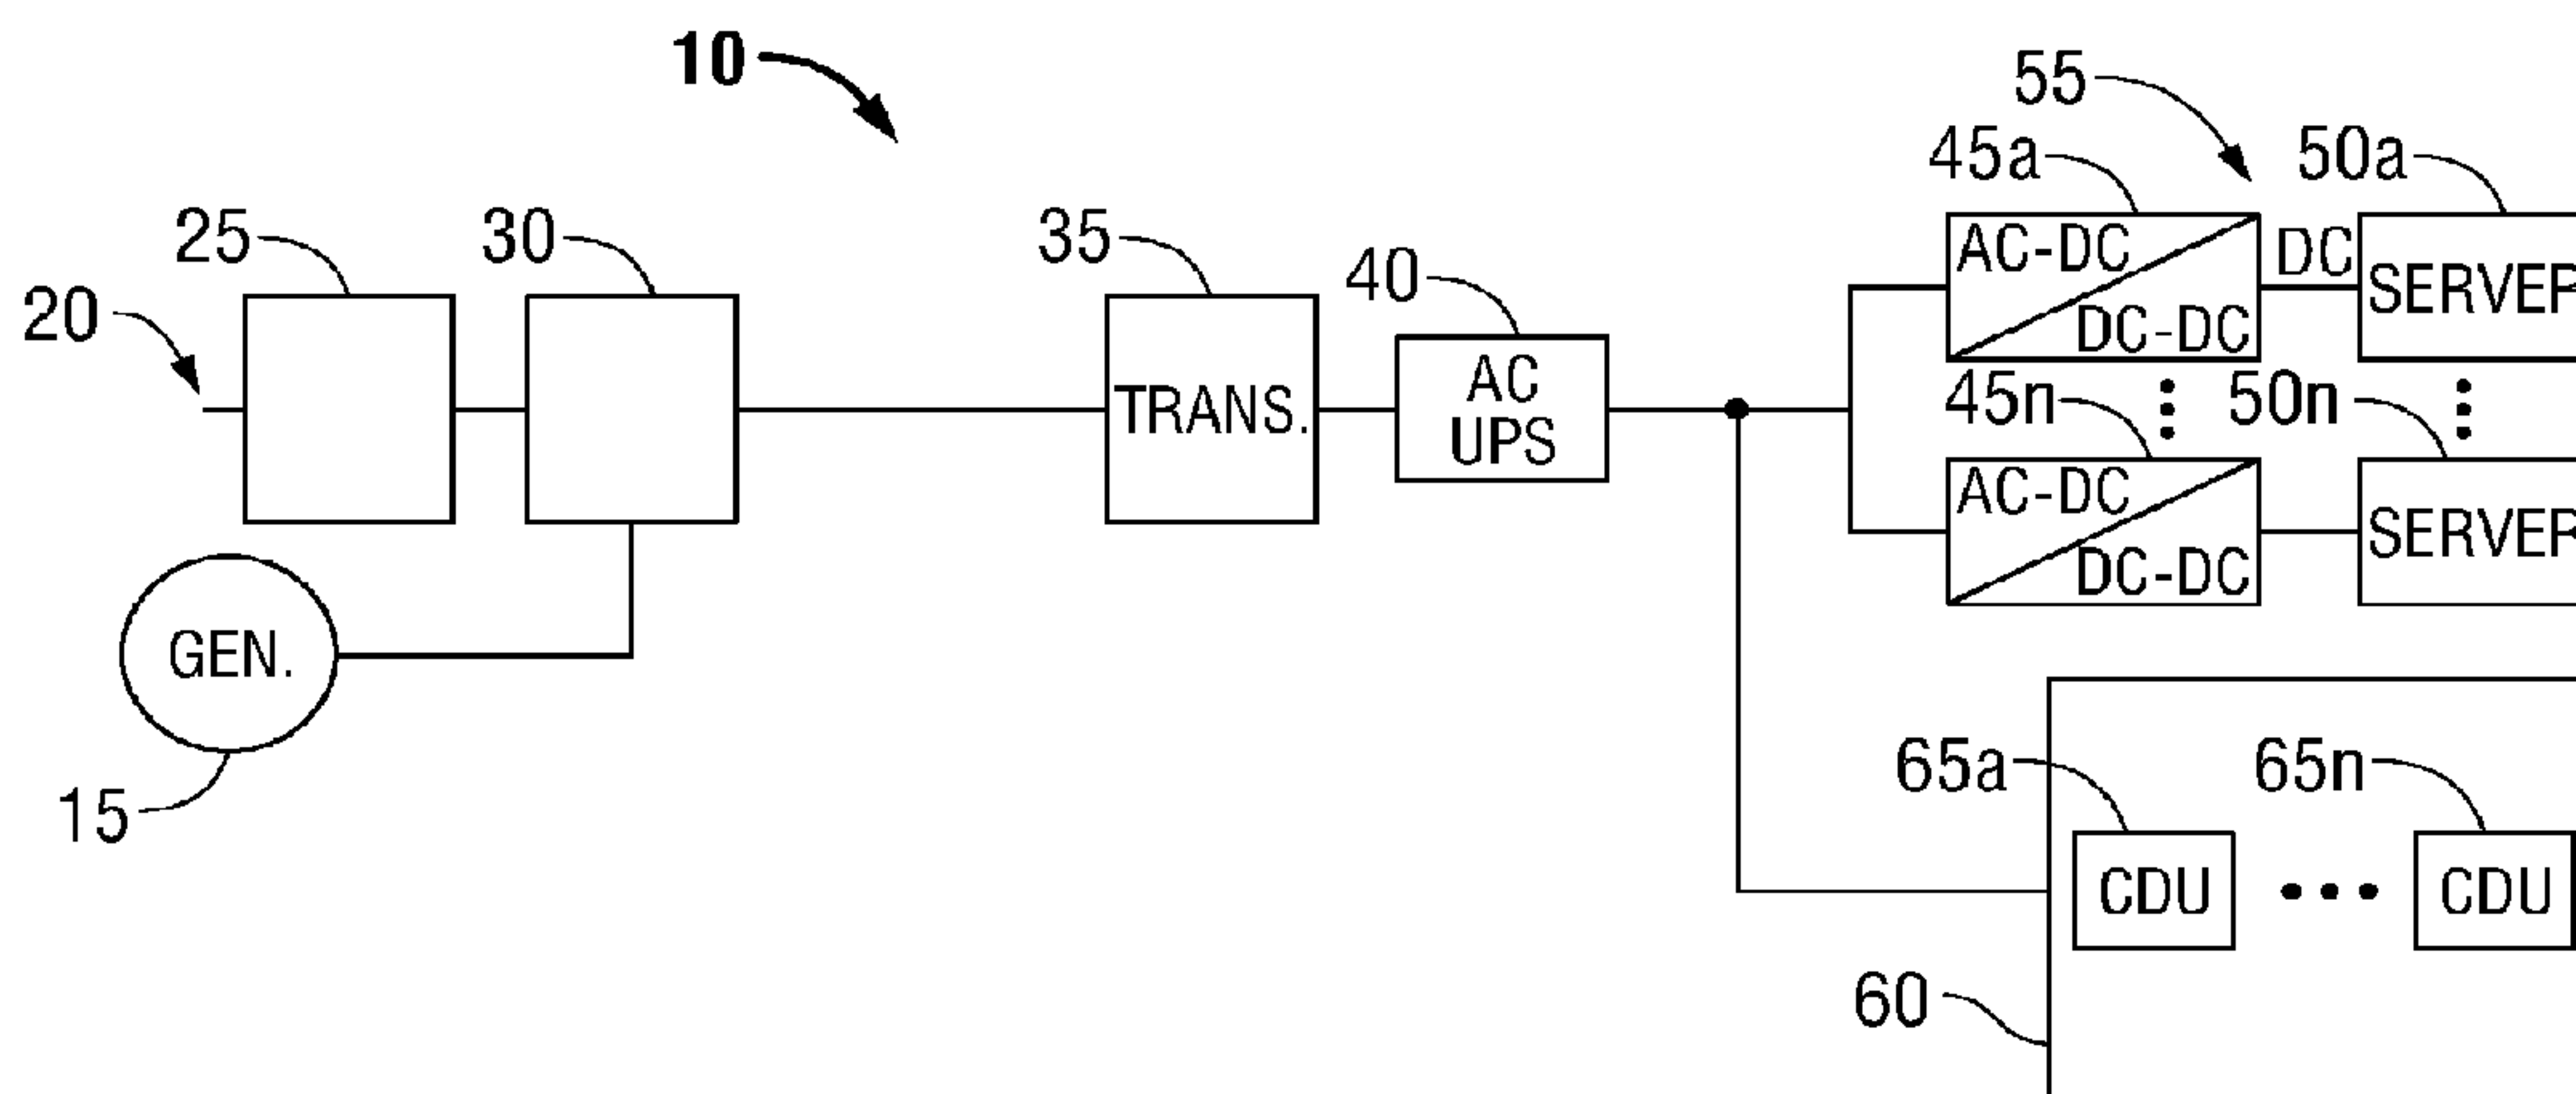 10
55
45a
50a
25
30
35
40
20
AC-DC
DC-DC
DC
SERVER
TRANS.
AC
UPS
45n
50n
AC-DC
DC-DC
SERVER
GEN.
15
65a
65n
CDU
CDU
60